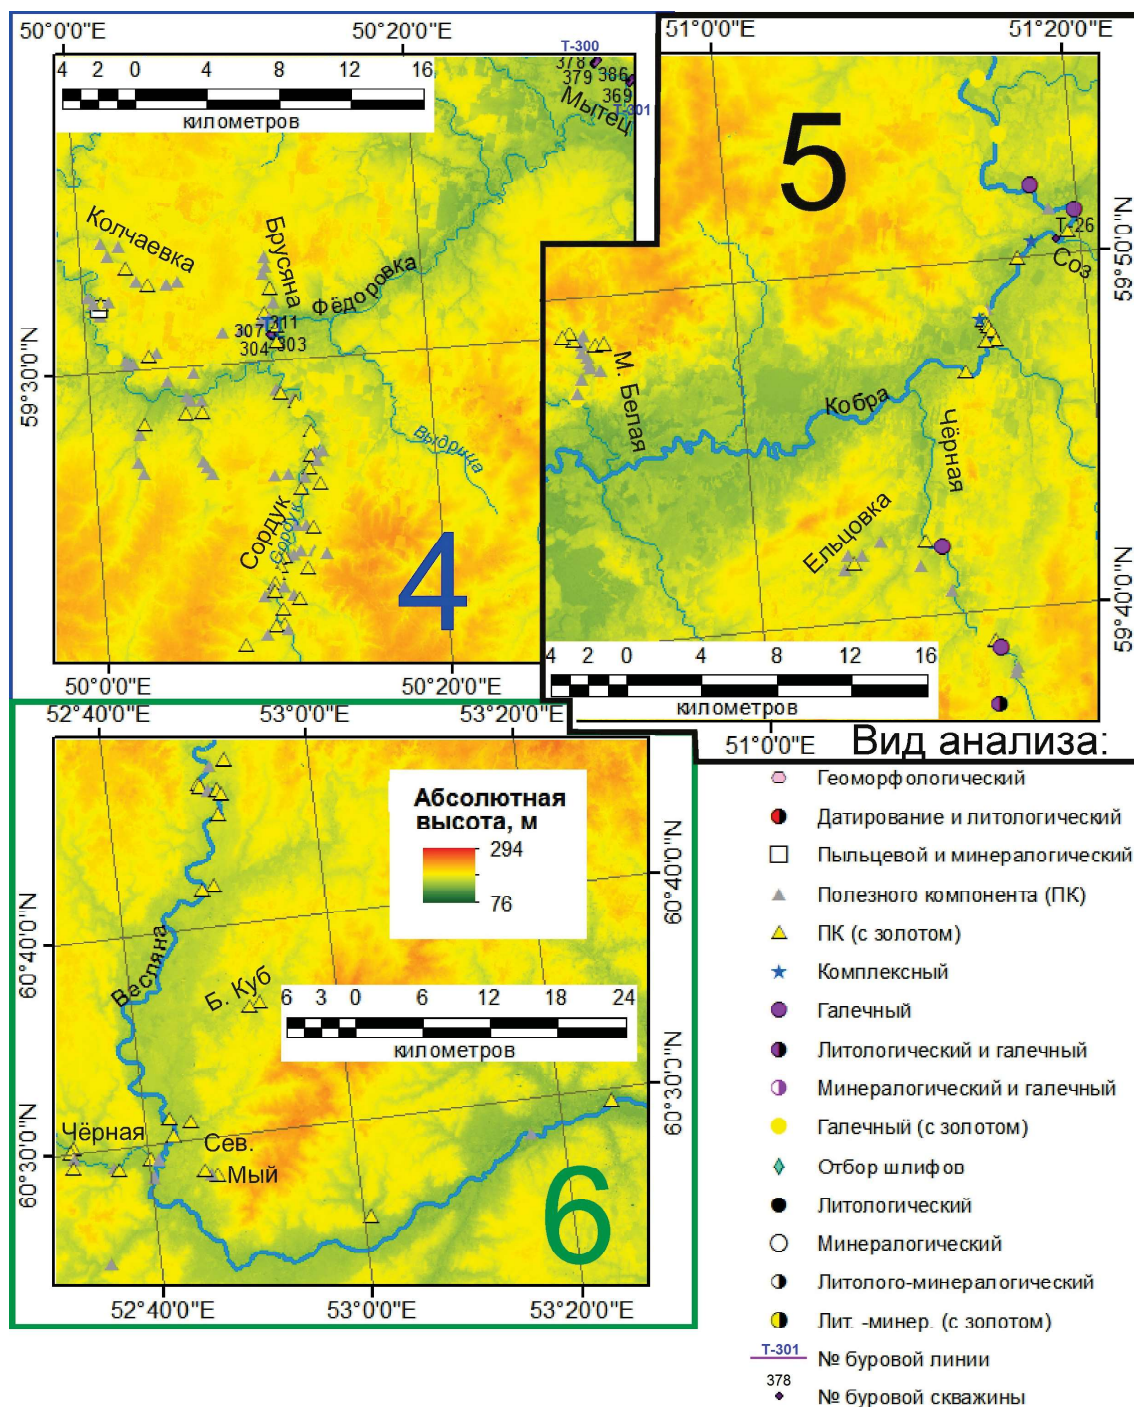 50°0'0"E
50°20'0"E
4 2 0 4 8 12 16
километров
T-300
378
379
386
369
T-301
Мытец
Колчаевка
Брусяна
Фёдоровка
311
307
304
303
59°30'0"N
Выдрица
Сордук
Сордук
4
50°0'0"E
50°20'0"E
51°0'0"E
51°20'0"E
5
T-26
Соз
59°50'0"N
М. Белая
Кобра
Чёрная
Ельцовка
59°40'0"N
4 2 0 4 8 12 16
километров
51°0'0"E
52°40'0"E
53°0'0"E
53°20'0"E
Абсолютная
высота, м
294
76
60°40'0"N
60°40'0"N
Весляна
Б. Куб
6 3 0 6 12 18 24
километров
60°30'0"N
60°30'0"N
Чёрная
Сев.
Мый
6
52°40'0"E
53°0'0"E
53°20'0"E
Вид анализа:
Геоморфологический
Датирование и литологический
Пыльцевой и минералогический
Полезного компонента (ПК)
ПК (с золотом)
Комплексный
Галечный
Литологический и галечный
Минералогический и галечный
Галечный (с золотом)
Отбор шлифов
Литологический
Минералогический
Литолого-минералогический
Лит. -минер. (с золотом)
T-301 № буровой линии
378 № буровой скважины